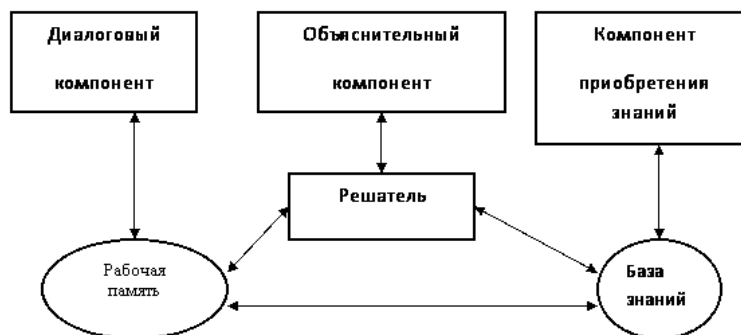 Диалоговый
компонент
Объяснительный
компонент
Компонент
приобретения
знаний
Решатель
Рабочая
память
База
знаний